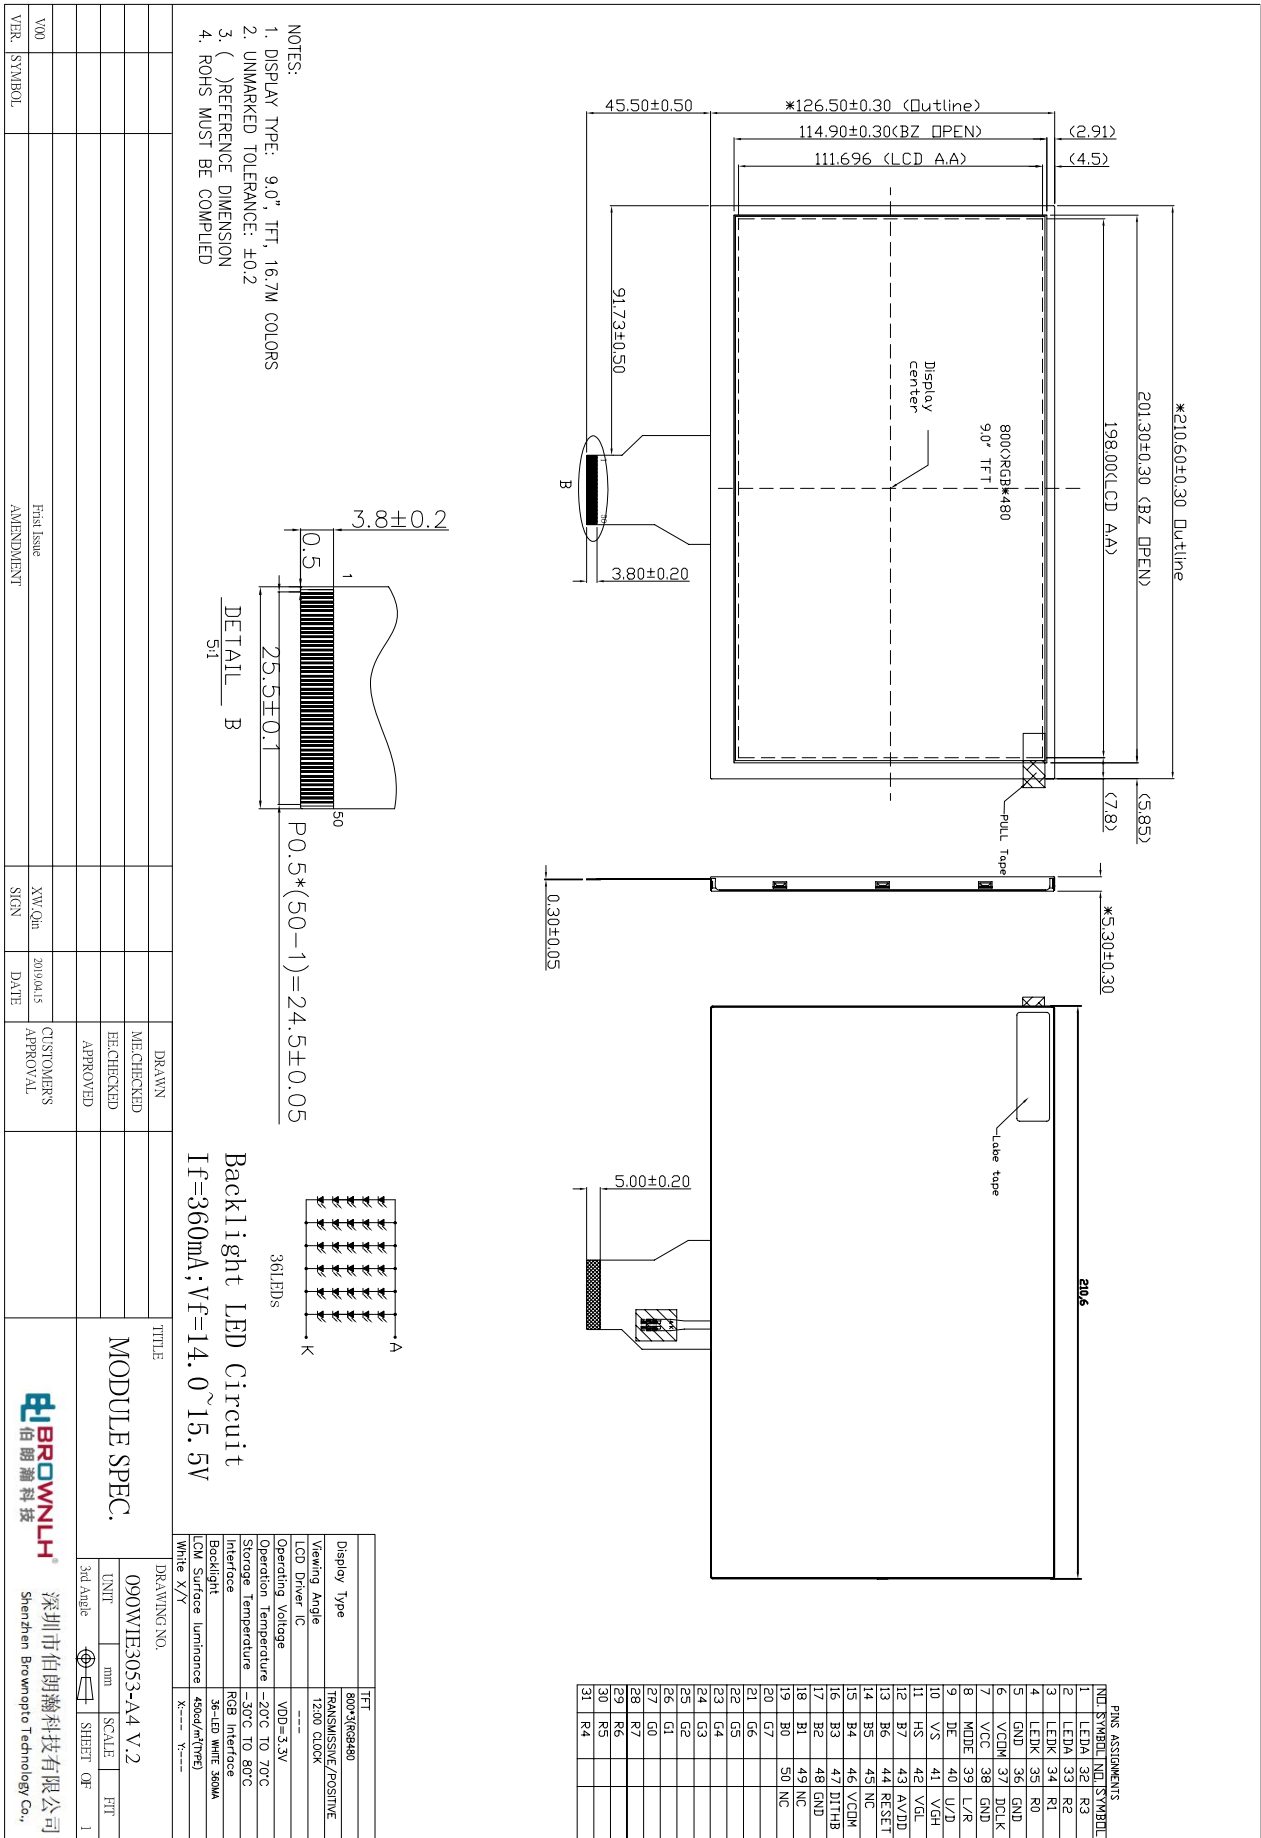 *210.60±0.30 Outline
201.30±0.30 (BZ OPEN)
(5.85)
198.00(LCD A.A)
(7.8)
*126.50±0.30 (Outline)
45.50±0.50
114.90±0.30(BZ OPEN)
(2.91)
111.696 (LCD A.A)
(4.5)
800()RGB*480
9.0" TFT
Display
center
PULL Tape
91.73±0.50
1
50
B
3.80±0.20
*5.30±0.30
0.30±0.05
210.6
Labe tape
5.00±0.20
PINS ASSIGNMENTS
NO. SYMBOL NO. SYMBOL
1 LEDA 32 R3
2 LEDA 33 R2
3 LEDK 34 R1
4 LEDK 35 R0
5 GND 36 GND
6 VCOM 37 DCLK
7 VCC 38 GND
8 MODE 39 L/R
9 DE 40 U/D
10 VS 41 VGH
11 HS 42 VGL
12 B7 43 AVDD
13 B6 44 RESET
14 B5 45 NC
15 B4 46 VCOM
16 B3 47 DITHB
17 B2 48 GND
18 B1 49 NC
19 B0 50 NC
20 G7
21 G6
22 G5
23 G4
24 G3
25 G2
26 G1
27 G0
28 R7
29 R6
30 R5
31 R4
NOTES:
1. DISPLAY TYPE: 9.0", TFT, 16.7M COLORS
2. UNMARKED TOLERANCE: ±0.2
3. ( )REFERENCE DIMENSION
4. ROHS MUST BE COMPLIED
3.8±0.2
0.5
1
50
25.5±0.1
P0.5*(50-1)=24.5±0.05
DETAIL B
5:1
A
K
36LEDs
Backlight LED Circuit
If=360mA;Vf=14.0~15.5V
TFT
Display Type 800*3(RGB480
TRANSMISSIVE/POSITIVE
Viewing Angle 12:00 CLOCK
LCD Driver IC ---
Operating Voltage VDD=3.3V
Operation Temperature -20°C TO 70°C
Storage Temperature -30°C TO 80°C
Interface RGB Interface
Backlight 36-LED WHITE 360MA
LCM Surface luminance 450cd/m²(TYPE)
White X/Y X:--- Y:---
DRAWN
ME.CHECKED
EE.CHECKED
APPROVED
CUSTOMER'S
APPROVAL
TITLE
MODULE SPEC.
DRAWING NO.
090WIE3053-A4 V.2
UNIT mm SCALE FIT
3rd Angle SHEET OF 1
V00 Frist Issue XW.Qin 2019.04.15
VER. SYMBOL AMENDMENT SIGN DATE
BROWNLH®
伯朗瀚科技
深圳市伯朗瀚科技有限公司
Shenzhen Brownopto Technology Co.,